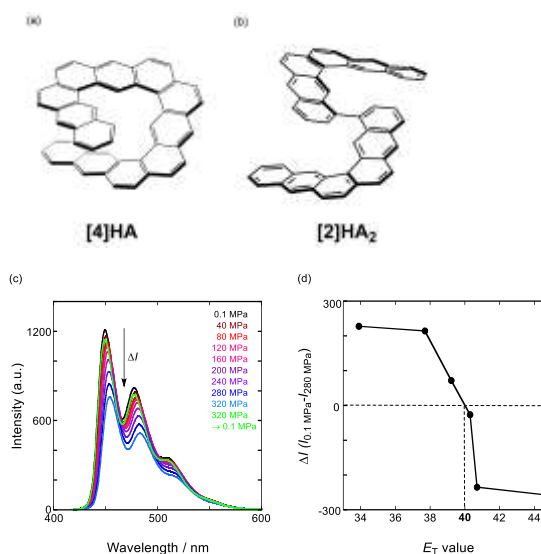 (a)
(b)
[4]HA
[2]HA₂
(c)
(d)
Intensity (a.u.)
1200
600
0
ΔI
0.1 MPa
40 MPa
80 MPa
120 MPa
160 MPa
200 MPa
240 MPa
280 MPa
320 MPa
320
→ 0.1 MPa
400
500
600
Wavelength / nm
ΔI (I0.1 MPa-I280 MPa)
300
0
-300
34
36
38
40
42
44
ET value